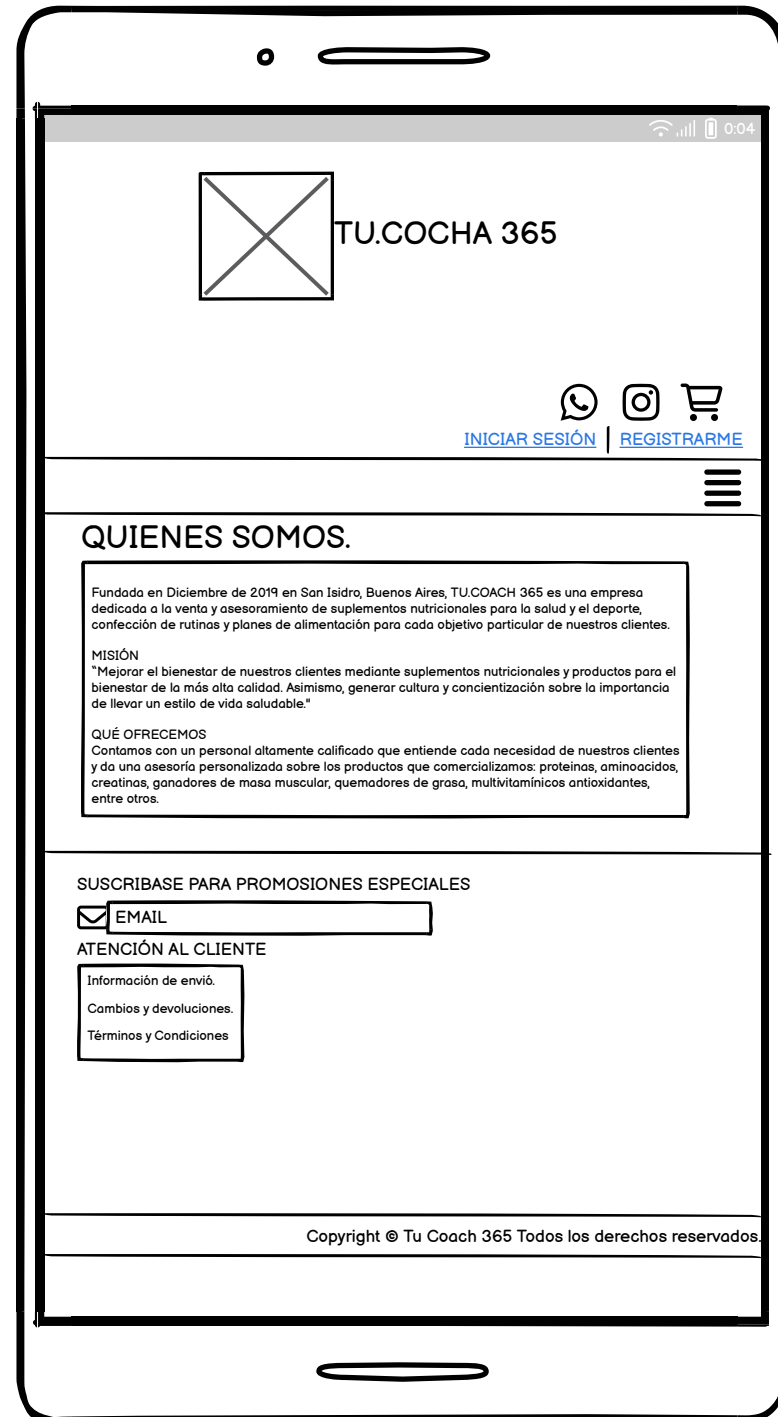 0:04
TU.COCHA 365
INICIAR SESIÓN REGISTRARME
QUIENES SOMOS.
Fundada en Diciembre de 2019 en San Isidro, Buenos Aires, TU.COACH 365 es una empresa
dedicada a la venta y asesoramiento de suplementos nutricionales para la salud y el deporte,
confección de rutinas y planes de alimentación para cada objetivo particular de nuestros clientes.
MISIÓN
“Mejorar el bienestar de nuestros clientes mediante suplementos nutricionales y productos para el
bienestar de la más alta calidad. Asimismo, generar cultura y concientización sobre la importancia
de llevar un estilo de vida saludable."
QUÉ OFRECEMOS
Contamos con un personal altamente calificado que entiende cada necesidad de nuestros clientes
y da una asesoría personalizada sobre los productos que comercializamos: proteinas, aminoacidos,
creatinas, ganadores de masa muscular, quemadores de grasa, multivitamínicos antioxidantes,
entre otros.
SUSCRIBASE PARA PROMOSIONES ESPECIALES
EMAIL
ATENCIÓN AL CLIENTE
Información de envió.
Cambios y devoluciones.
Términos y Condiciones
Copyright © Tu Coach 365 Todos los derechos reservados.